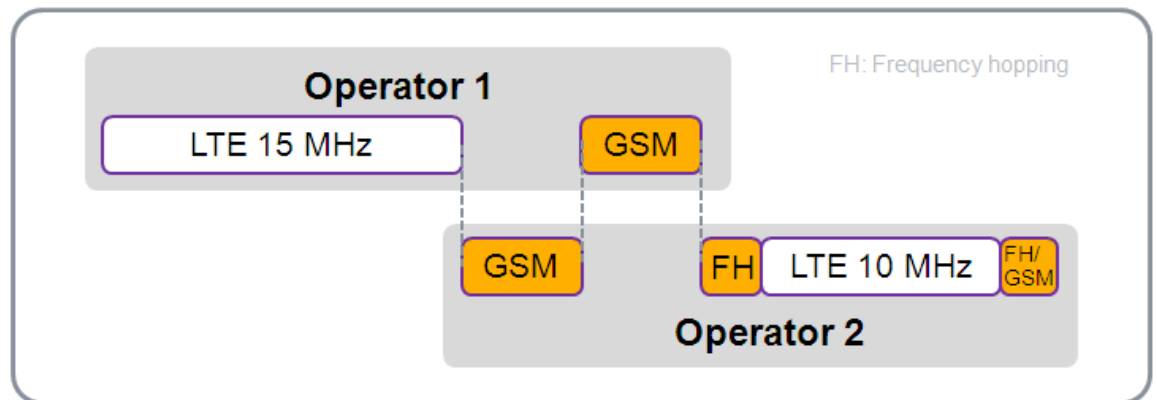 FH: Frequency hopping
Operator 1
LTE 15 MHz
GSM
GSM
FH
LTE 10 MHz
FH/
GSM
Operator 2